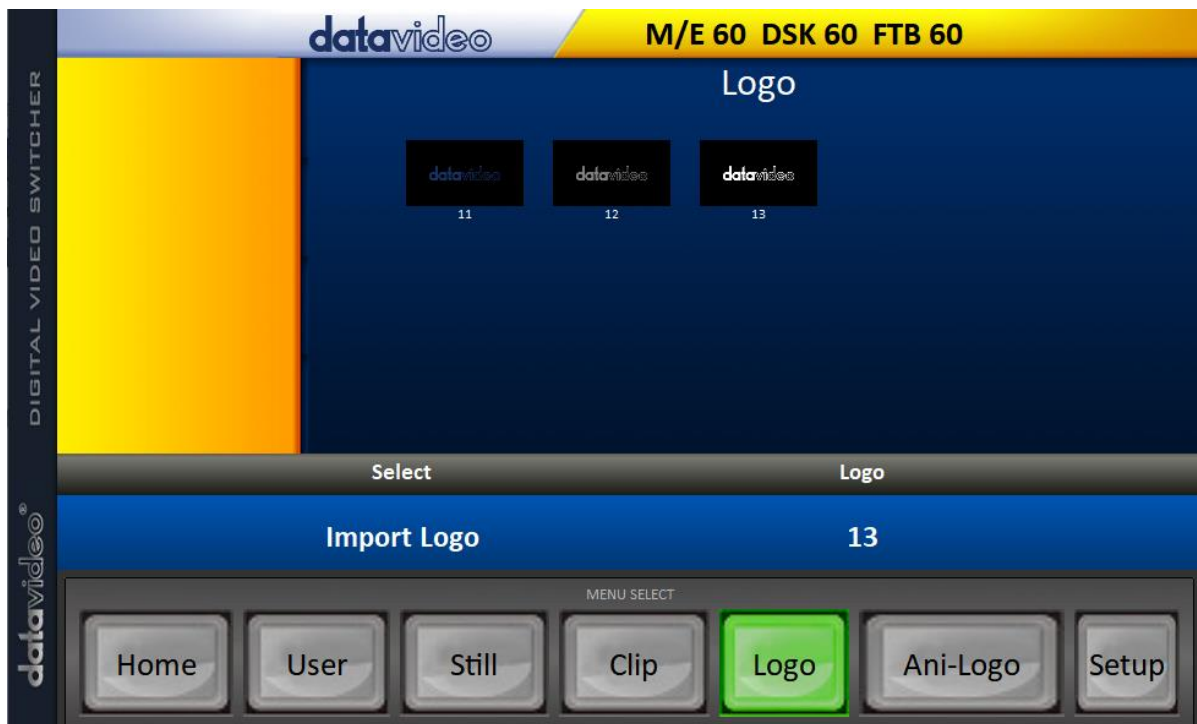 datavideo
M/E 60 DSK 60 FTB 60
DIGITAL VIDEO SWITCHER
datavideo®
Logo
datavideo
datavideo
datavideo
11
12
13
Select
Logo
Import Logo
13
MENU SELECT
Home
User
Still
Clip
Logo
Ani-Logo
Setup